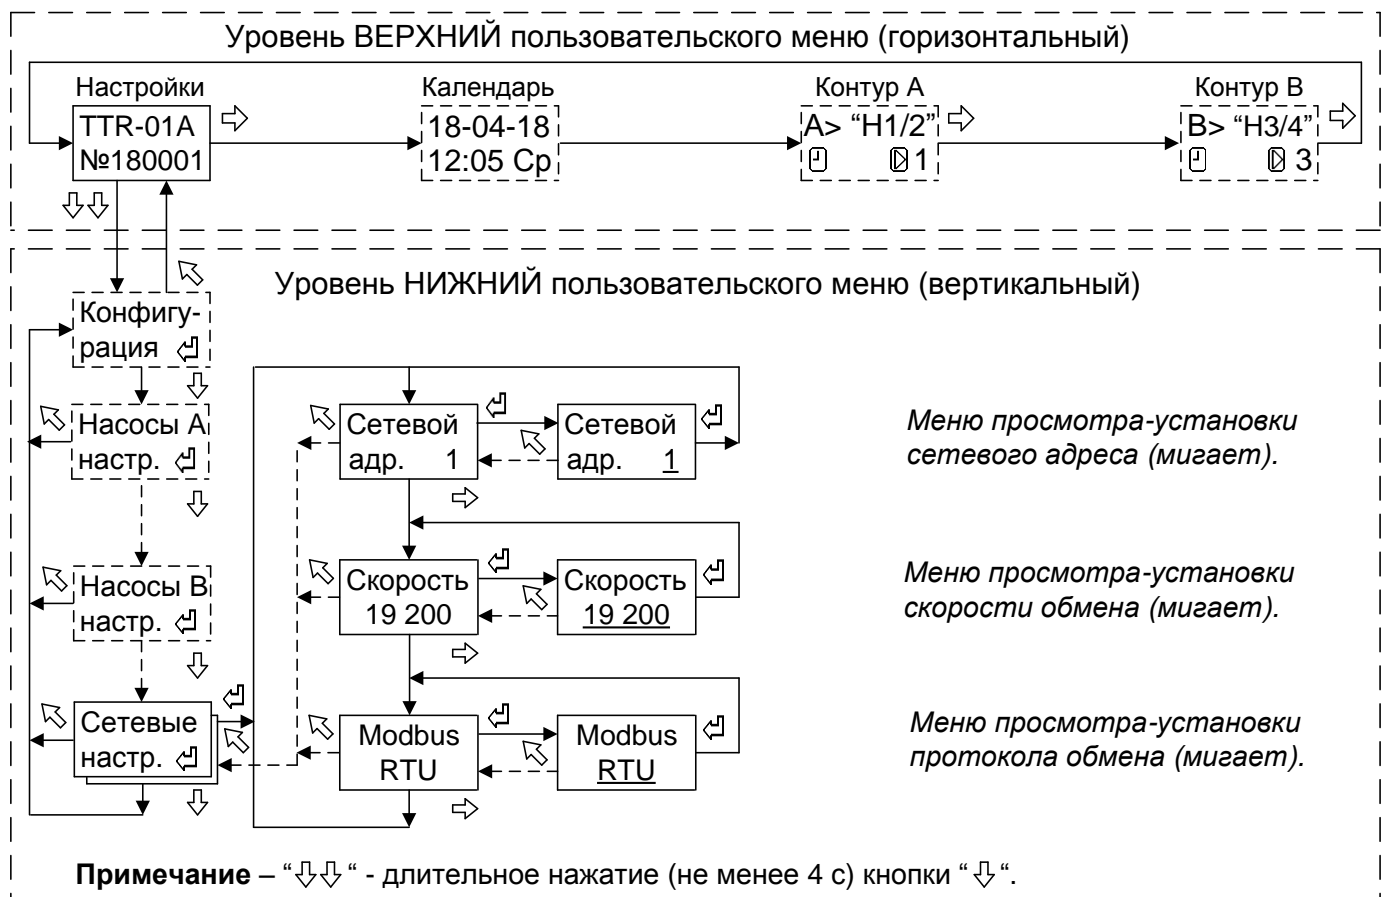 Уровень ВЕРХНИЙ пользовательского меню (горизонтальный)
Настройки
Календарь
Контур А
Контур В
TTR-01A
№180001
18-04-18
12:05 Ср
A> “H1/2”
1
B> “H3/4”
3
Уровень НИЖНИЙ пользовательского меню (вертикальный)
Конфигу-
рация
Насосы А
настр.
Насосы В
настр.
Сетевые
настр.
Сетевой
адр. 1
Сетевой
адр. 1
Меню просмотра-установки
сетевого адреса (мигает).
Скорость
19 200
Скорость
19 200
Меню просмотра-установки
скорости обмена (мигает).
Modbus
RTU
Modbus
RTU
Меню просмотра-установки
протокола обмена (мигает).
Примечание – “⇩⇩ “ - длительное нажатие (не менее 4 с) кнопки “ ⇩ “.